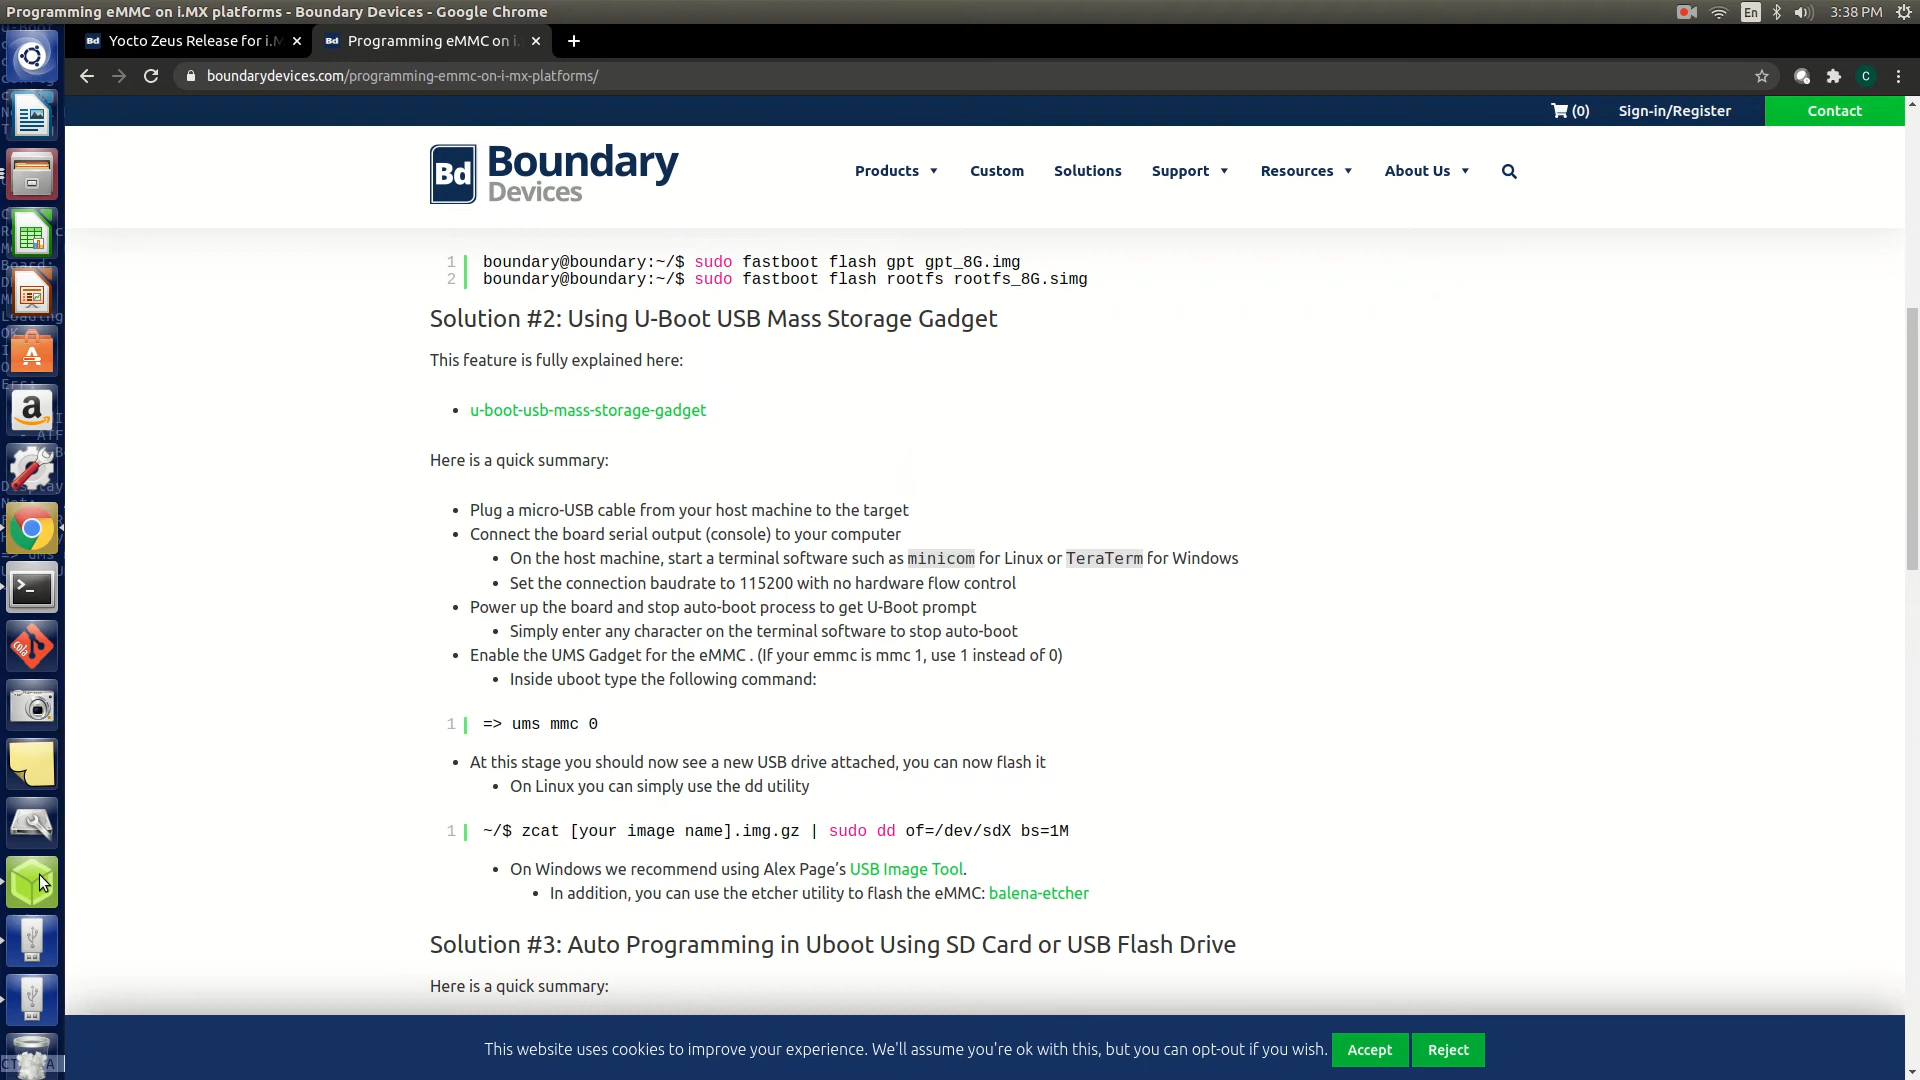 Programming eMMC on i.MX platforms - Boundary Devices - Google Chrome
En
3:38 PM
Bd Yocto Zeus Release for i.M
Bd Programming eMMC on i.
boundarydevices.com/programming-emmc-on-i-mx-platforms/
C
(0)
Sign-in/Register
Contact
Bd Boundary
Devices
Products
Custom
Solutions
Support
Resources
About Us
1 boundary@boundary:~/$ sudo fastboot flash gpt gpt_8G.img
2 boundary@boundary:~/$ sudo fastboot flash rootfs rootfs_8G.simg
Solution #2: Using U-Boot USB Mass Storage Gadget
This feature is fully explained here:
• u-boot-usb-mass-storage-gadget
Here is a quick summary:
• Plug a micro-USB cable from your host machine to the target
• Connect the board serial output (console) to your computer
• On the host machine, start a terminal software such as minicom for Linux or TeraTerm for Windows
• Set the connection baudrate to 115200 with no hardware flow control
• Power up the board and stop auto-boot process to get U-Boot prompt
• Simply enter any character on the terminal software to stop auto-boot
• Enable the UMS Gadget for the eMMC . (If your emmc is mmc 1, use 1 instead of 0)
• Inside uboot type the following command:
1 => ums mmc 0
• At this stage you should now see a new USB drive attached, you can now flash it
• On Linux you can simply use the dd utility
1 ~/$ zcat [your image name].img.gz | sudo dd of=/dev/sdX bs=1M
• On Windows we recommend using Alex Page’s USB Image Tool.
• In addition, you can use the etcher utility to flash the eMMC: balena-etcher
Solution #3: Auto Programming in Uboot Using SD Card or USB Flash Drive
Here is a quick summary:
This website uses cookies to improve your experience. We'll assume you're ok with this, but you can opt-out if you wish.
Accept
Reject